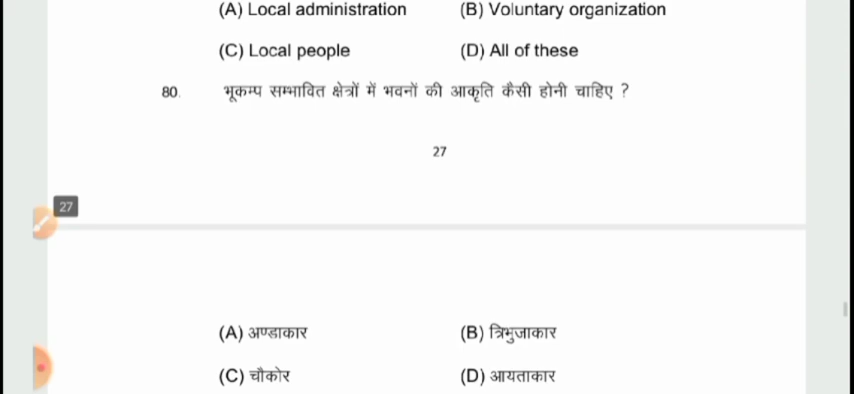 (A) Local administration (B) Voluntary organization
(C) Local people (D) All of these
80. भूकम्प सम्भावित क्षेत्रों में भवनों की आकृति कैसी होनी चाहिए ?
27
27
(A) अण्डाकार (B) त्रिभुजाकार
(C) चौकोर (D) आयताकार